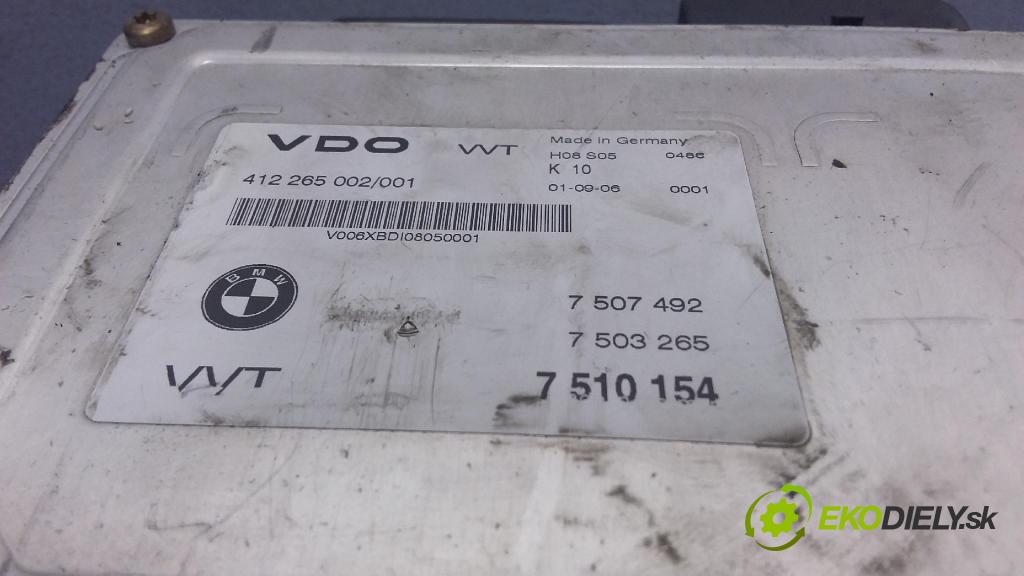 VDO VVT Made in Germany
H08 S05 0486
K 10
412 265 002/001 01-09-06 0001
V006XBDI08050001
BMW
7 507 492
7 503 265
VVT 7 510 154
EKODIELY.sk